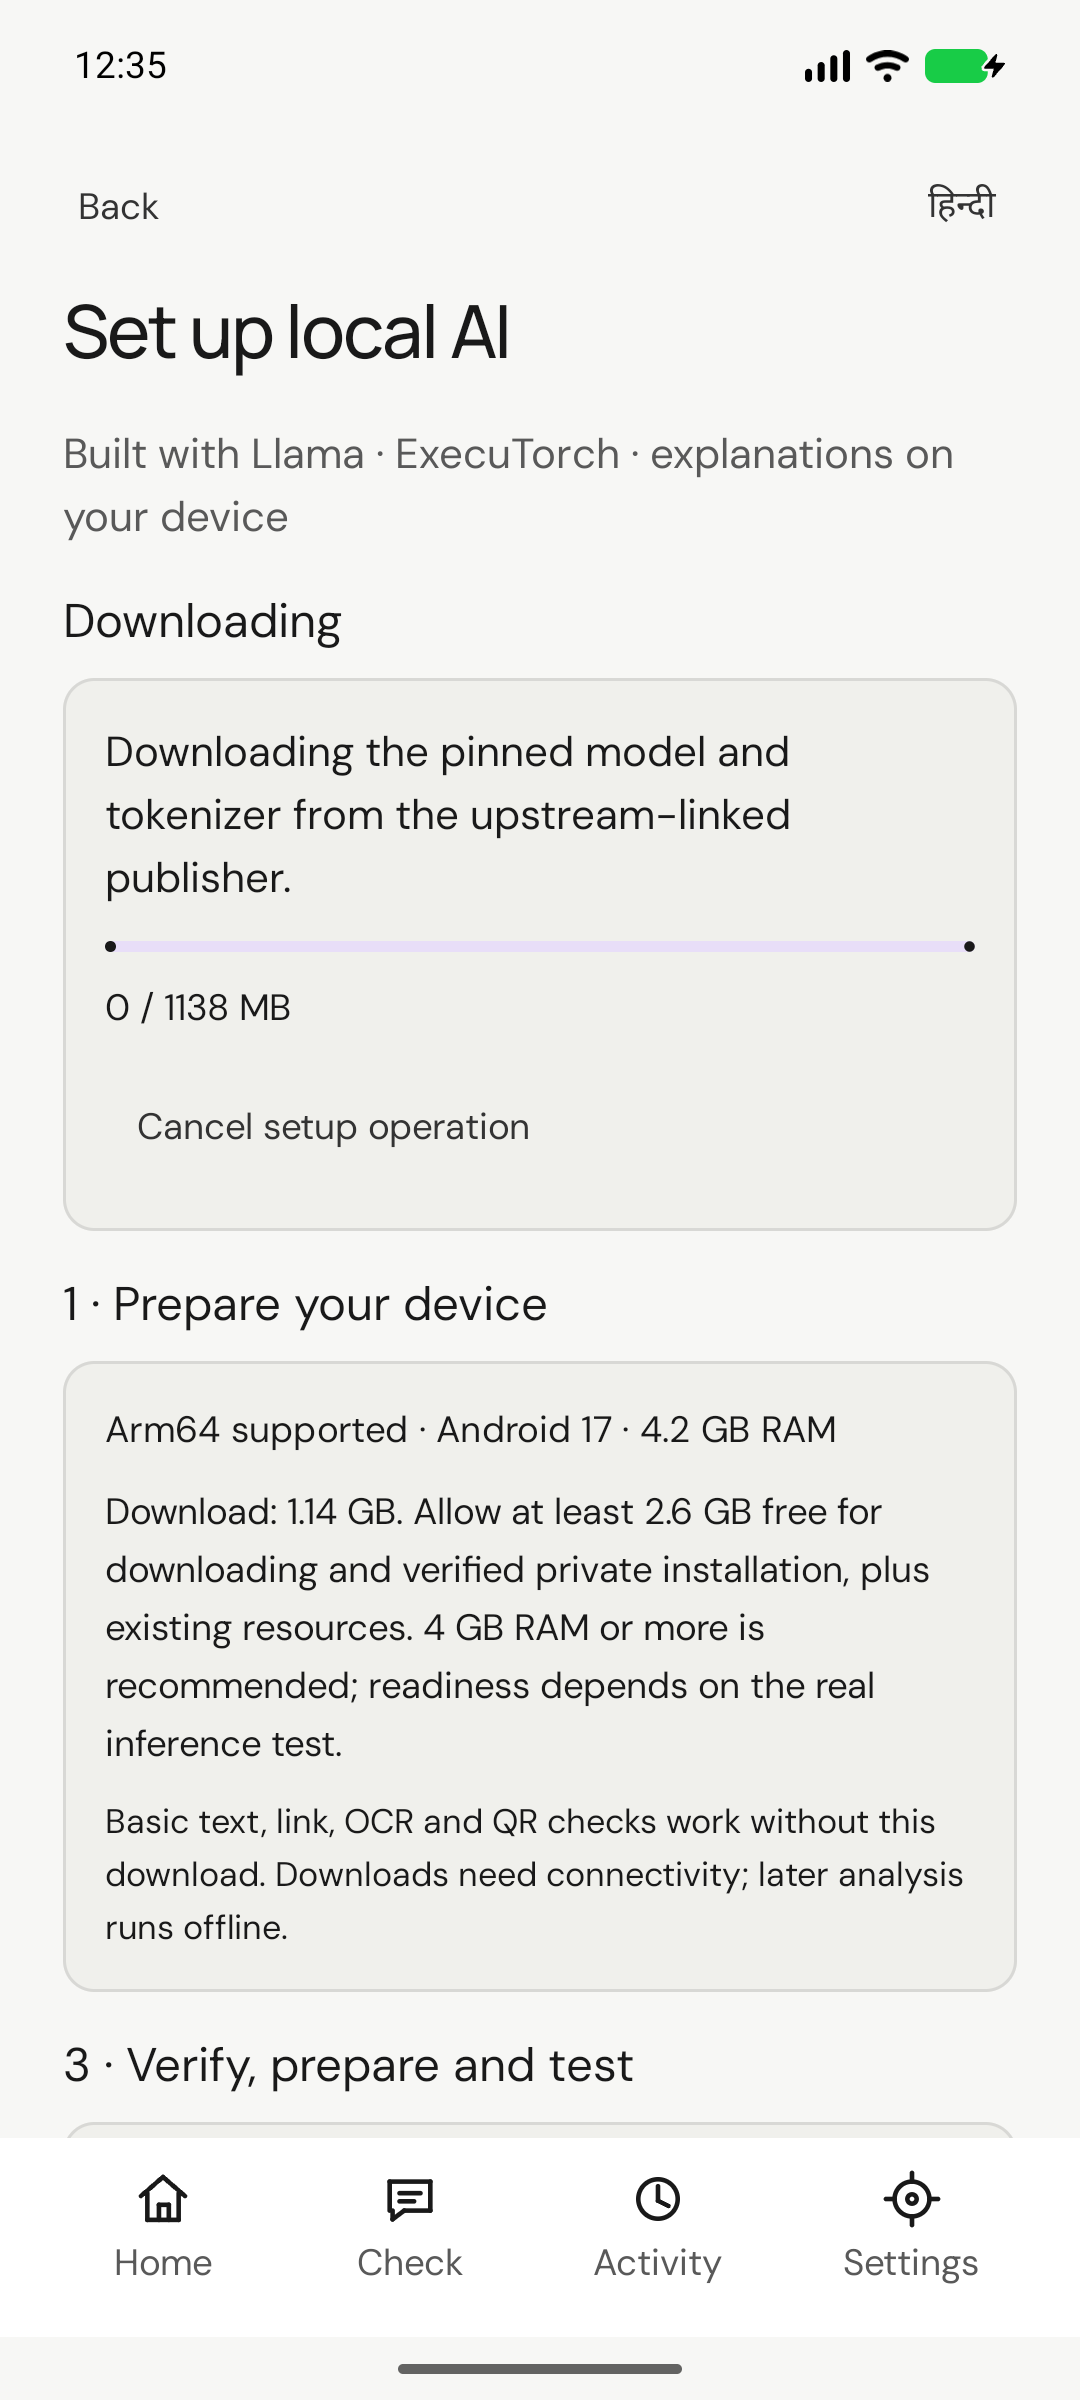 12:35
Back
हिन्दी
Set up local AI
Built with Llama · ExecuTorch · explanations on
your device
Downloading
Downloading the pinned model and
tokenizer from the upstream-linked
publisher.
0 / 1138 MB
Cancel setup operation
1 · Prepare your device
Arm64 supported · Android 17 · 4.2 GB RAM
Download: 1.14 GB. Allow at least 2.6 GB free for
downloading and verified private installation, plus
existing resources. 4 GB RAM or more is
recommended; readiness depends on the real
inference test.
Basic text, link, OCR and QR checks work without this
download. Downloads need connectivity; later analysis
runs offline.
3 · Verify, prepare and test
Home
Check
Activity
Settings